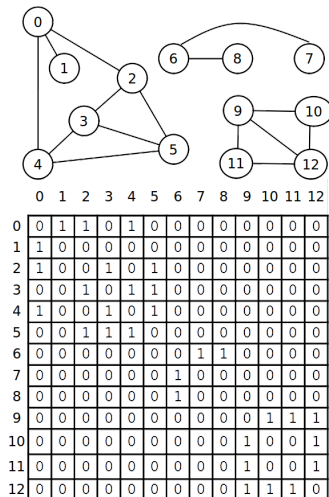 0
6 8 7
1
2
9 10
3
5
4 11 12
0 1 2 3 4 5 6 7 8 9 10 11 12
0 0 1 1 0 1 0 0 0 0 0 0 0 0
1 1 0 0 0 0 0 0 0 0 0 0 0 0
2 1 0 0 1 0 1 0 0 0 0 0 0 0
3 0 0 1 0 1 1 0 0 0 0 0 0 0
4 1 0 0 1 0 1 0 0 0 0 0 0 0
5 0 0 1 1 1 0 0 0 0 0 0 0 0
6 0 0 0 0 0 0 0 1 1 0 0 0 0
7 0 0 0 0 0 0 1 0 0 0 0 0 0
8 0 0 0 0 0 0 1 0 0 0 0 0 0
9 0 0 0 0 0 0 0 0 0 0 1 1 1
10 0 0 0 0 0 0 0 0 0 1 0 0 1
11 0 0 0 0 0 0 0 0 0 1 0 0 1
12 0 0 0 0 0 0 0 0 0 1 1 1 0